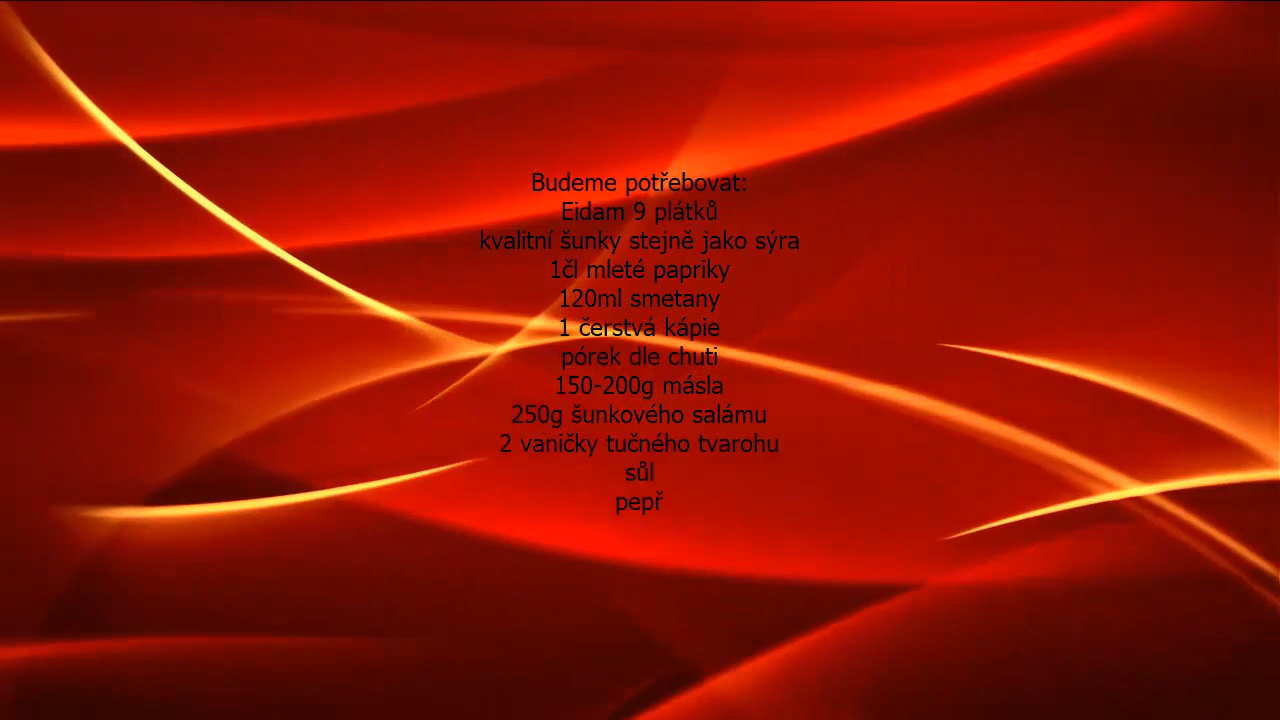 Budeme potřebovat:
Eidam 9 plátků
kvalitní šunky stejně jako sýra
1čl mleté papriky
120ml smetany
1 čerstvá kápie
pórek dle chuti
150-200g másla
250g šunkového salámu
2 vaničky tučného tvarohu
sůl
pepř